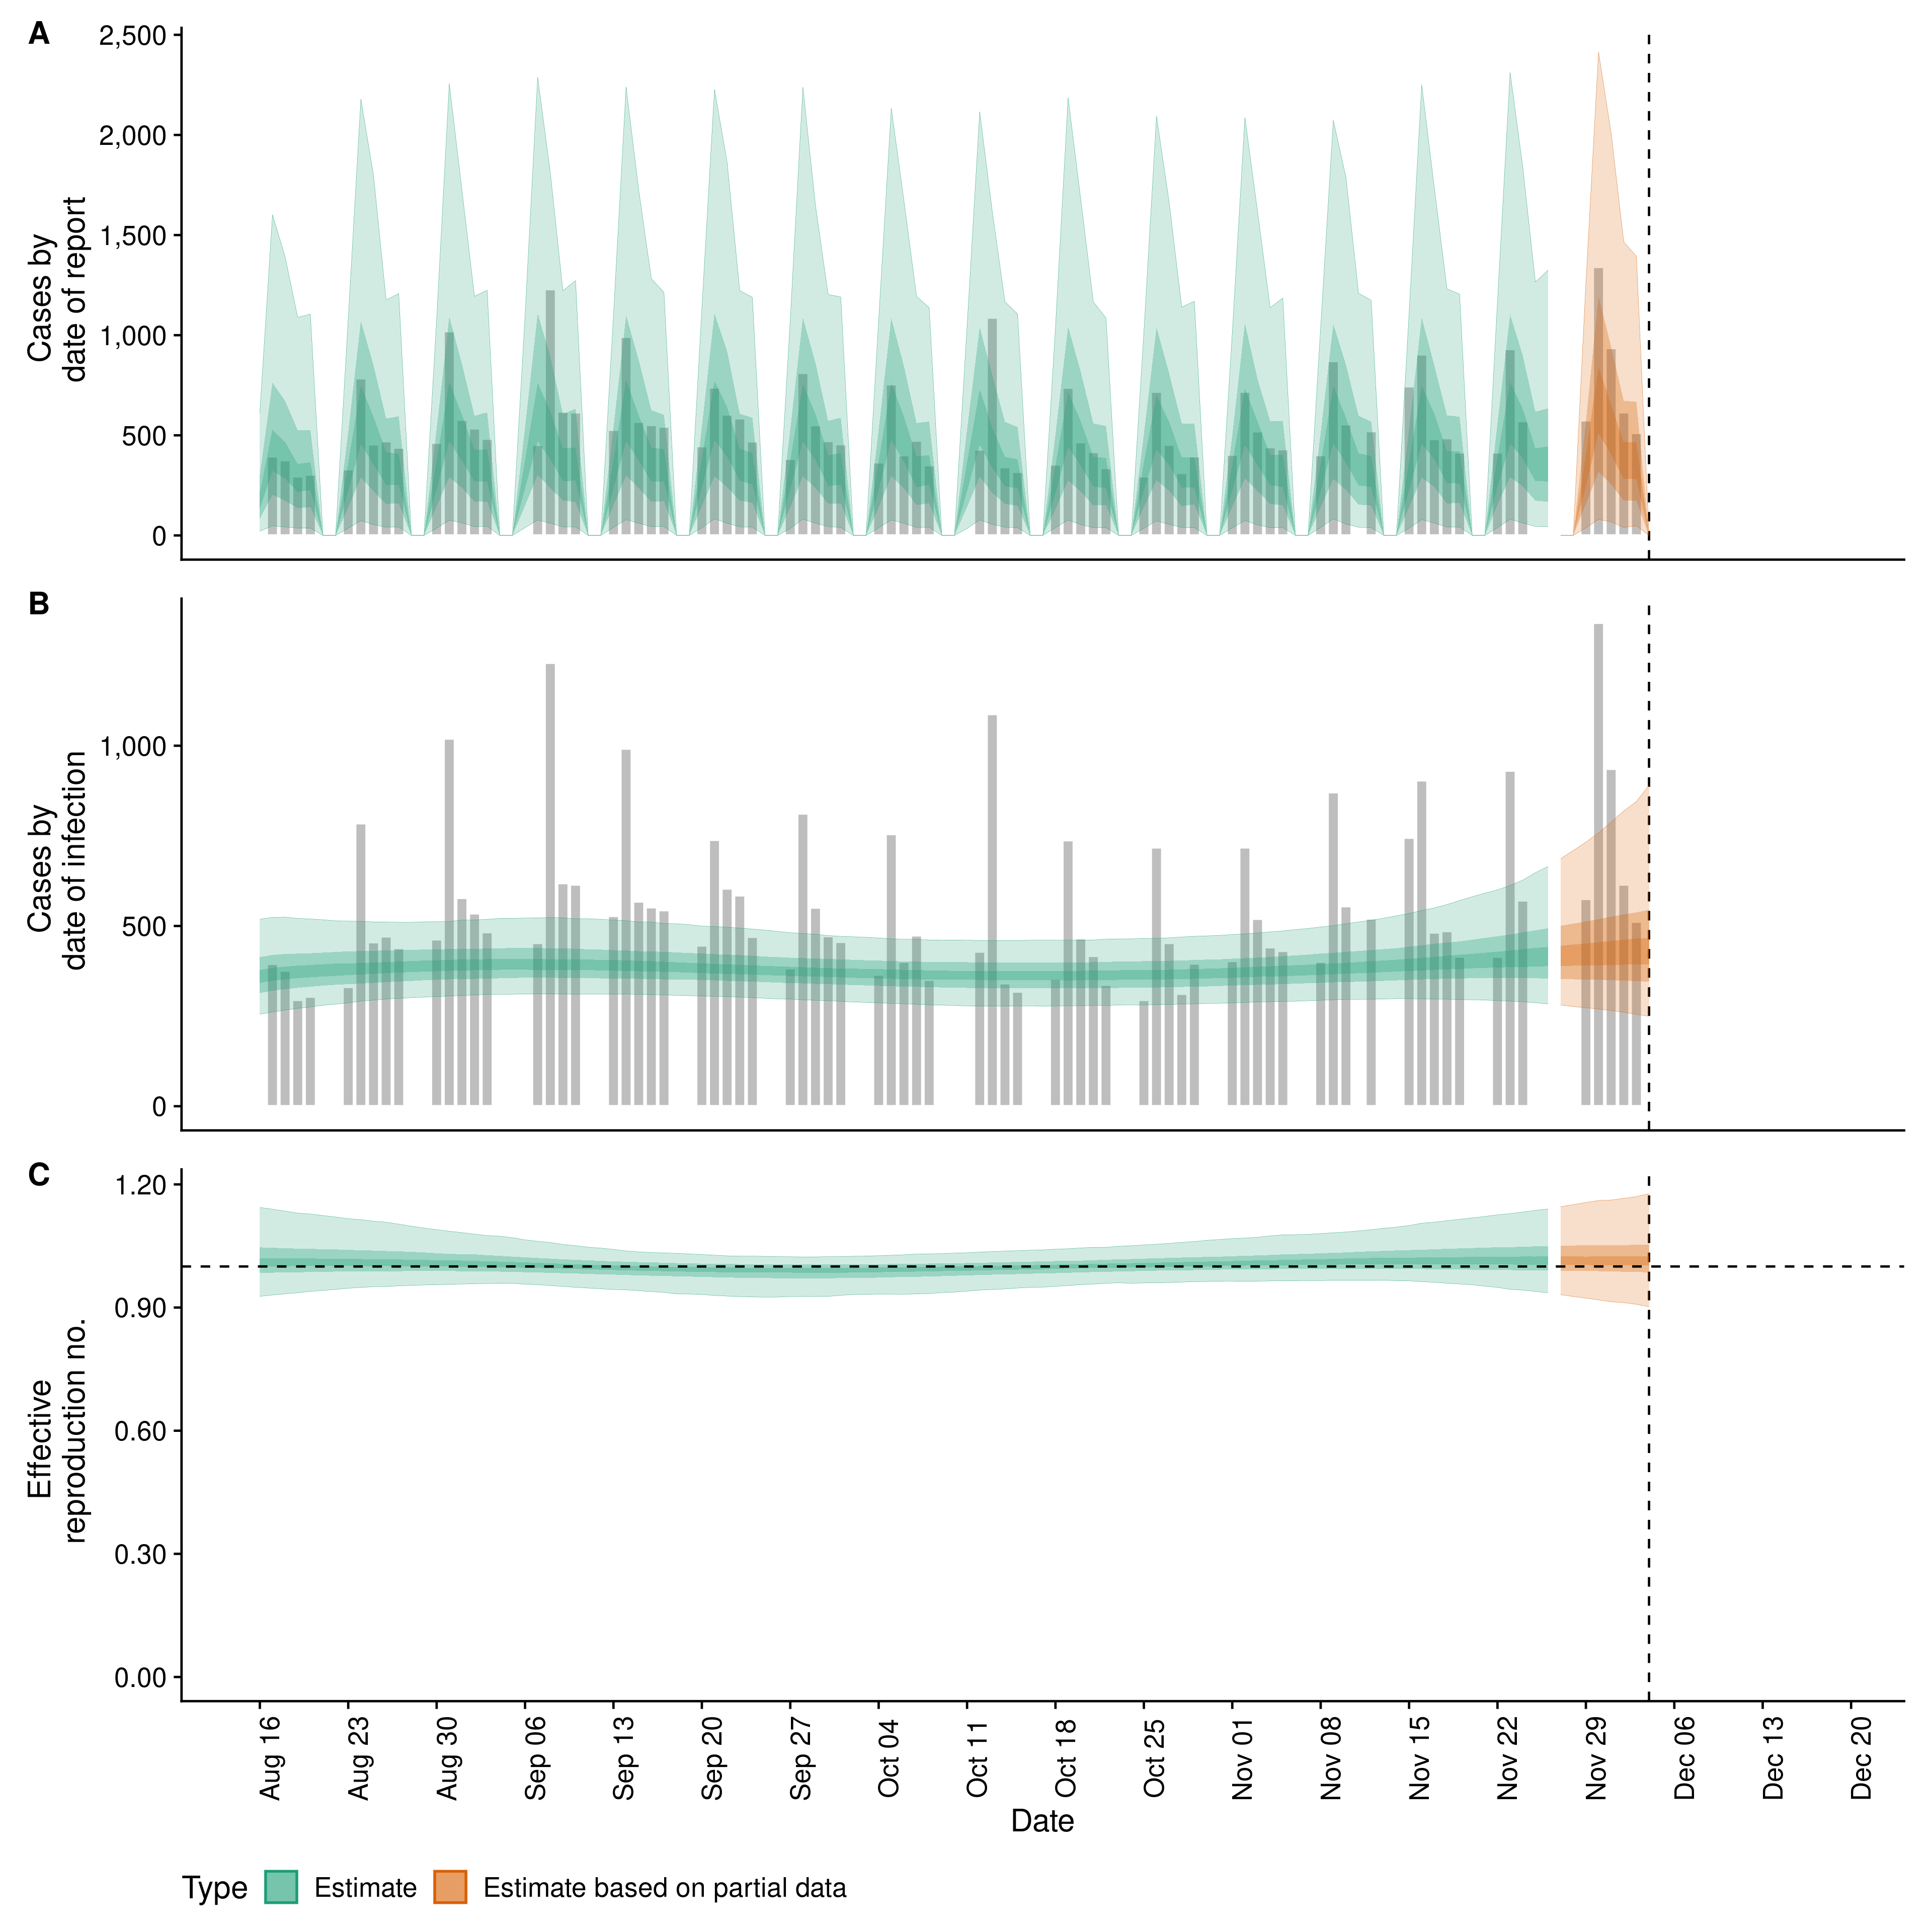 A
Cases by
date of report
2,500
2,000
1,500
1,000
500
0
B
Cases by
date of infection
1,000
500
0
C
Effective
reproduction no.
1.20
0.90
0.60
0.30
0.00
Aug 16
Aug 23
Aug 30
Sep 06
Sep 13
Sep 20
Sep 27
Oct 04
Oct 11
Oct 18
Oct 25
Nov 01
Nov 08
Nov 15
Nov 22
Nov 29
Dec 06
Dec 13
Dec 20
Date
Type Estimate Estimate based on partial data